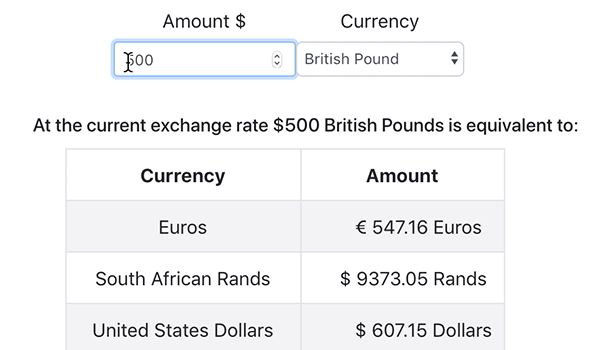 Amount $ Currency
500 British Pound
At the current exchange rate $500 British Pounds is equivalent to:
Currency Amount
Euros € 547.16 Euros
South African Rands $ 9373.05 Rands
United States Dollars $ 607.15 Dollars